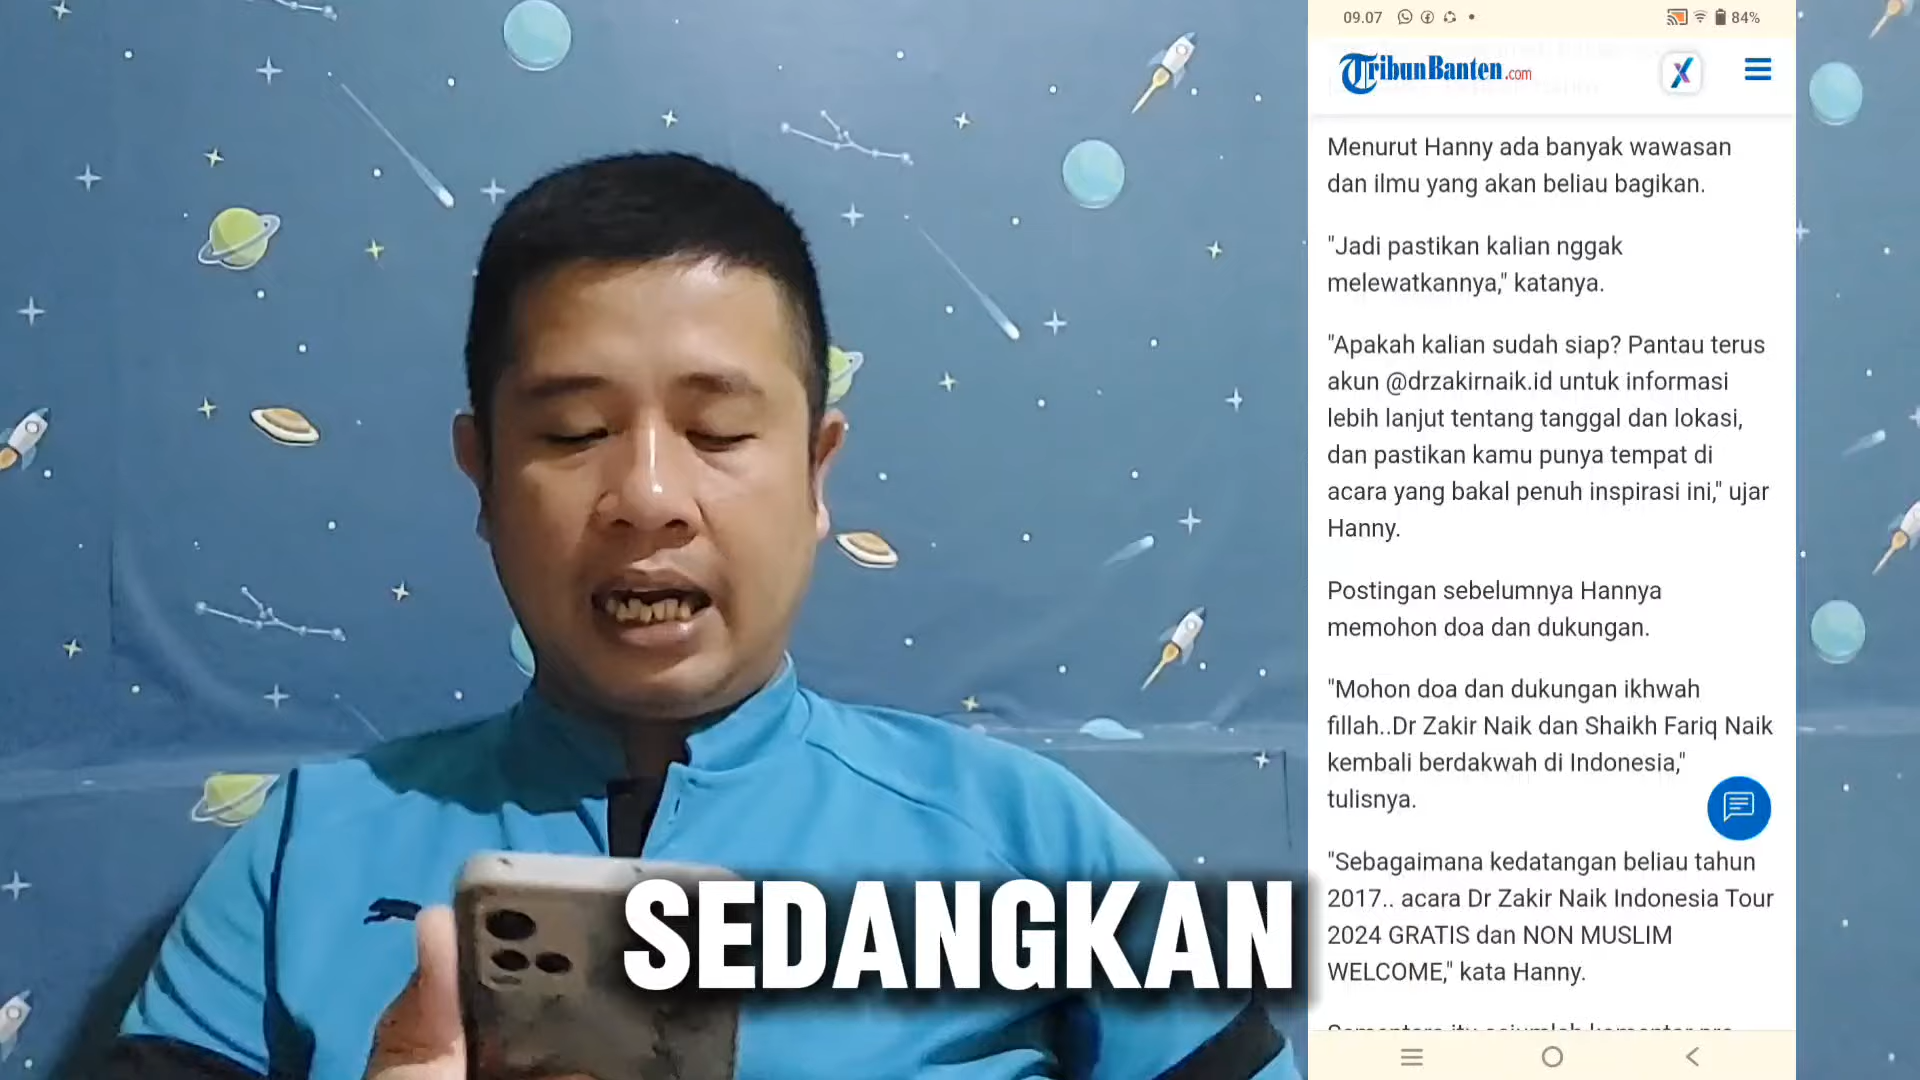 09.07
84%
TribunBanten.com
Menurut Hanny ada banyak wawasan
dan ilmu yang akan beliau bagikan.
"Jadi pastikan kalian nggak
melewatkannya," katanya.
"Apakah kalian sudah siap? Pantau terus
akun @drzakirnaik.id untuk informasi
lebih lanjut tentang tanggal dan lokasi,
dan pastikan kamu punya tempat di
acara yang bakal penuh inspirasi ini," ujar
Hanny.
Postingan sebelumnya Hannya
memohon doa dan dukungan.
"Mohon doa dan dukungan ikhwah
fillah..Dr Zakir Naik dan Shaikh Fariq Naik
kembali berdakwah di Indonesia,"
tulisnya.
"Sebagaimana kedatangan beliau tahun
2017.. acara Dr Zakir Naik Indonesia Tour
2024 GRATIS dan NON MUSLIM
WELCOME," kata Hanny.
SEDANGKAN